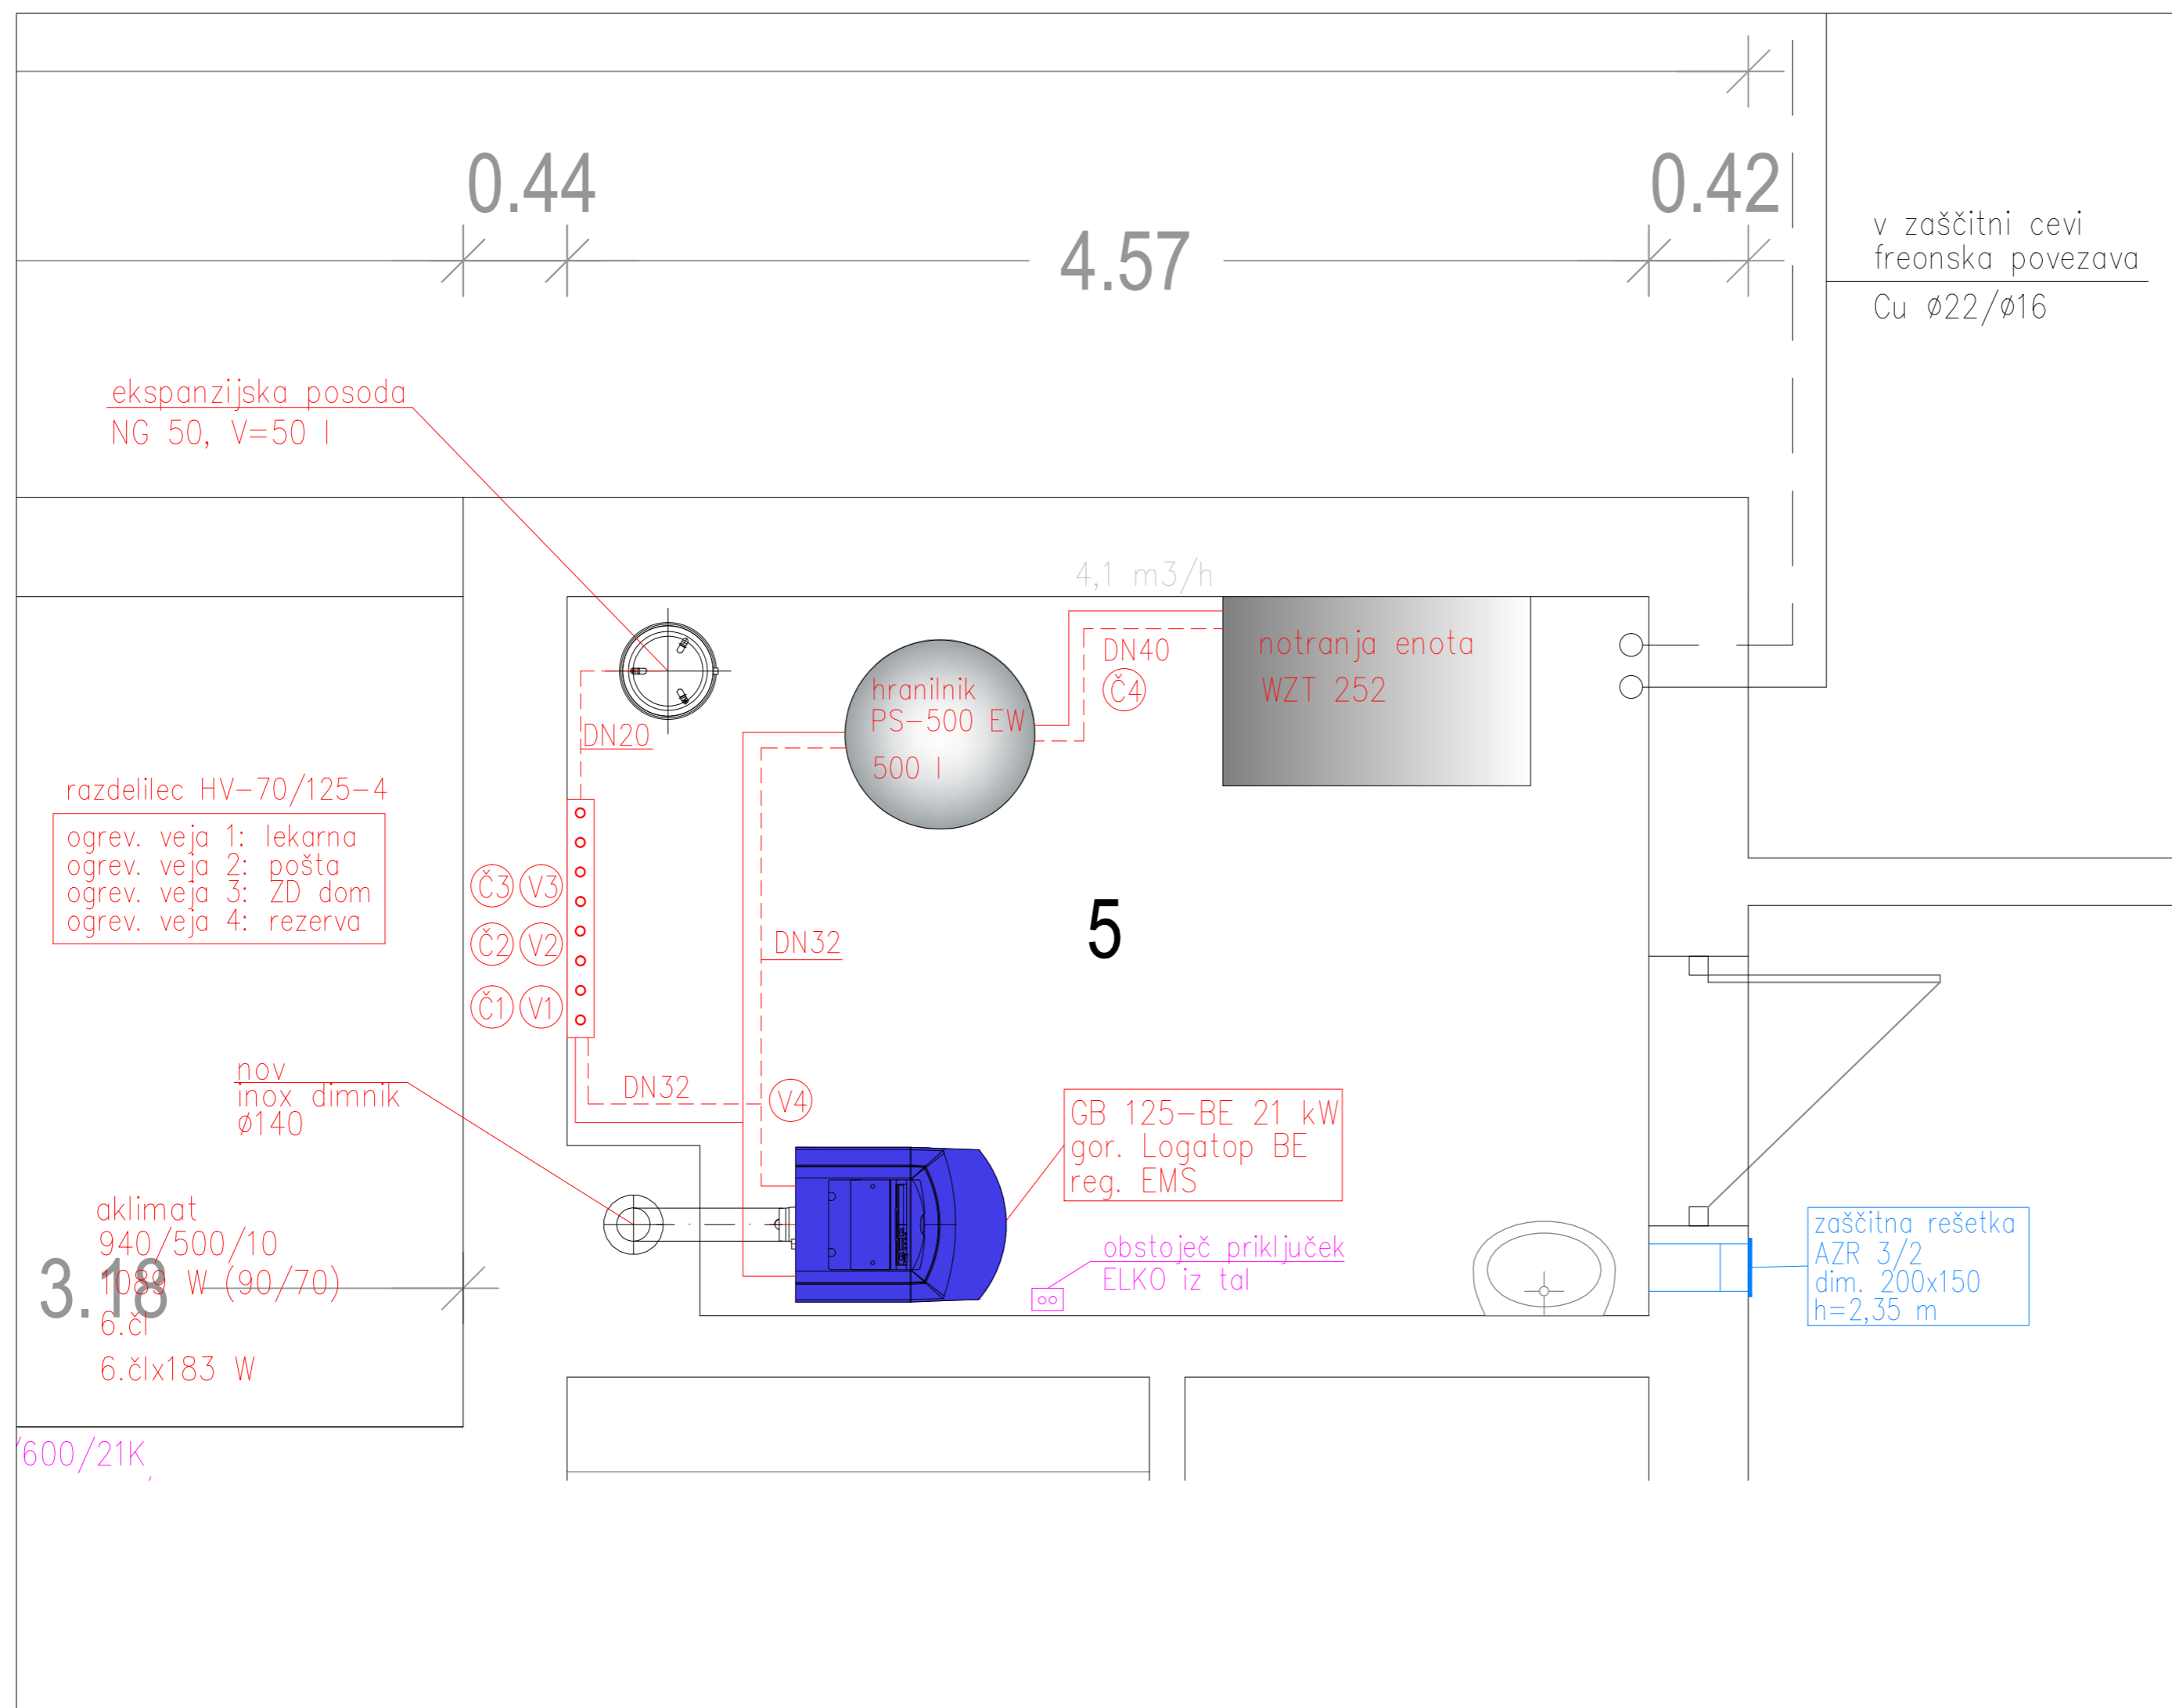 0.44
0.42
4.57
v zaščitni cevi
freonska povezava
Cu ø22/ø16
ekspanzijska posoda
NG 50, V=50 l
4,1 m3/h
DN40
Č4
notranja enota
WZT 252
hranilnik
PS-500 EW
500 l
DN20
razdelilec HV-70/125-4
ogrev. veja 1: lekarna
ogrev. veja 2: pošta
ogrev. veja 3: ZD dom
ogrev. veja 4: rezerva
Č3 V3
Č2 V2
Č1 V1
DN32
5
nov
inox dimnik
ø140
DN32
V4
GB 125-BE 21 kW
gor. Logatop BE
reg. EMS
aklimat
940/500/10
1089 W (90/70)
6.čl
6.člx183 W
3.18
obstoječ priključek
ELKO iz tal
zaščitna rešetka
AZR 3/2
dim. 200x150
h=2,35 m
/600/21K